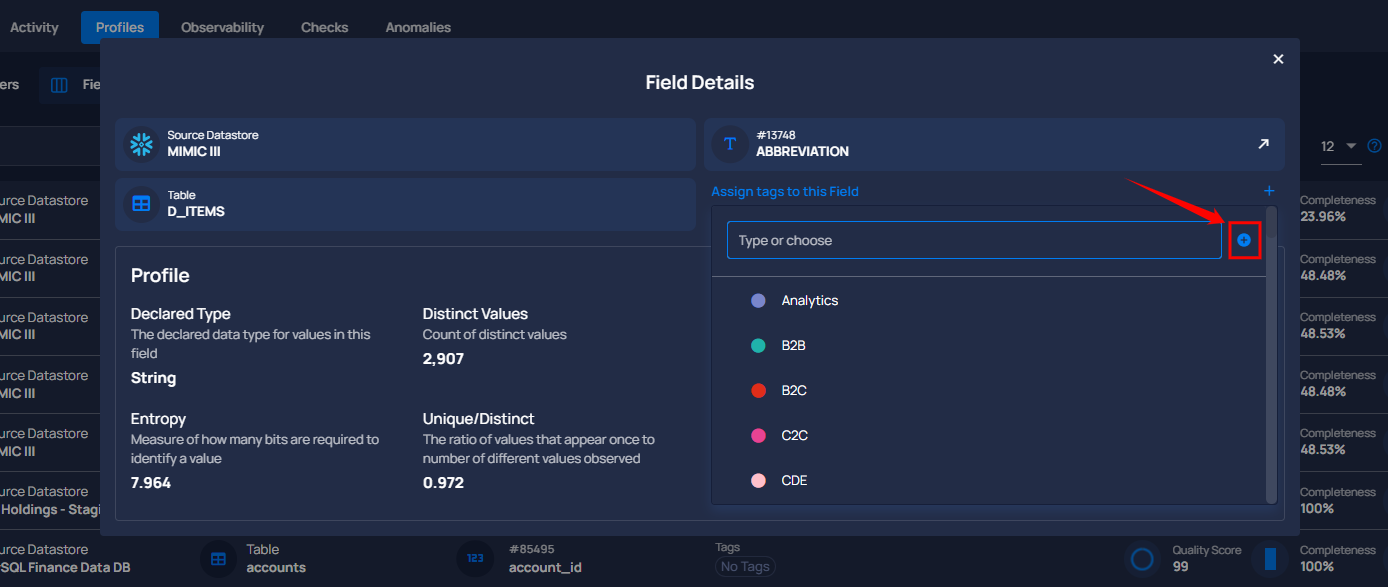 Activity
Profiles
Observability
Checks
Anomalies
ers
Fie
Field Details
Source Datastore
MIMIC III
#13748
ABBREVIATION
12
Table
D_ITEMS
Assign tags to this Field
Type or choose
Analytics
B2B
B2C
C2C
CDE
Profile
Declared Type
The declared data type for values in this
field
String
Distinct Values
Count of distinct values
2,907
Entropy
Measure of how many bits are required to
identify a value
7.964
Unique/Distinct
The ratio of values that appear once to
number of different values observed
0.972
urce Datastore
MIC III
Completeness
23.96%
urce Datastore
MIC III
Completeness
48.48%
urce Datastore
MIC III
Completeness
48.53%
urce Datastore
MIC III
Completeness
48.48%
urce Datastore
MIC III
Completeness
48.53%
urce Datastore
Holdings - Stagi
Completeness
100%
urce Datastore
SQL Finance Data DB
Table
accounts
123
#85495
account_id
Tags
No Tags
Quality Score
99
Completeness
100%